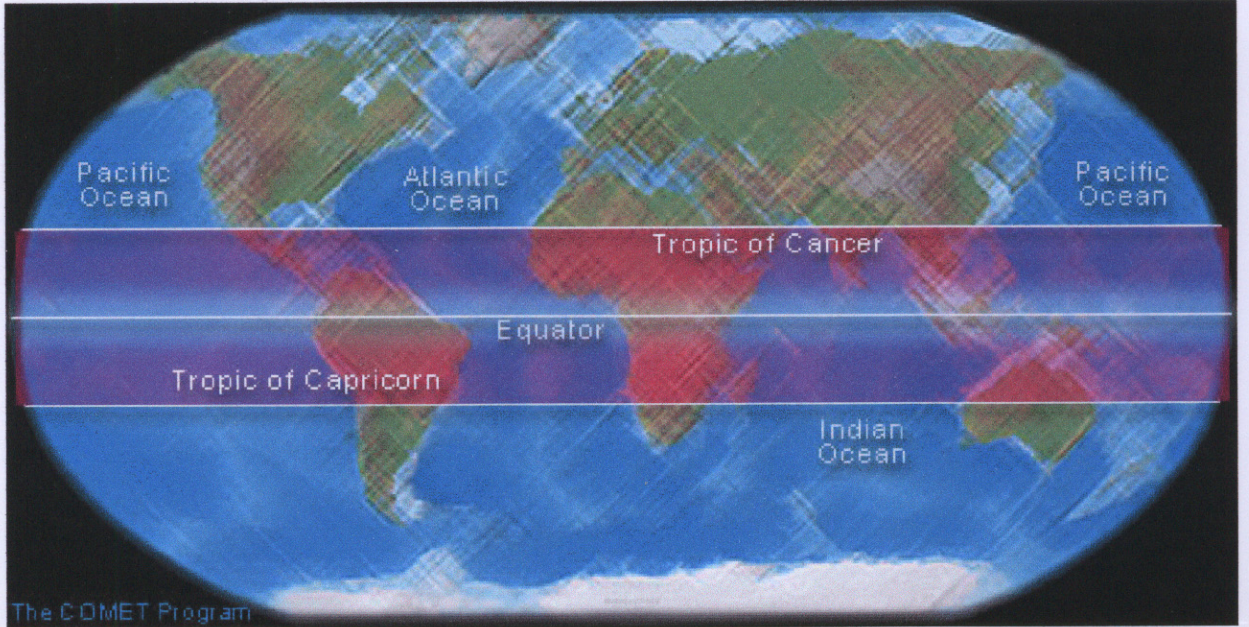 Pacific
Ocean
Atlantic
Ocean
Pacific
Ocean
Tropic of Cancer
Equator
Tropic of Capricorn
Indian
Ocean
The COMET Program